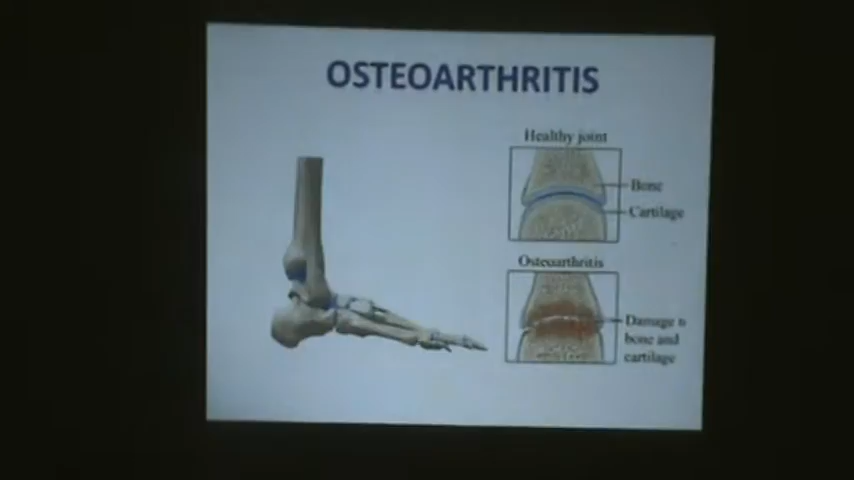 OSTEOARTHRITIS
Healthy joint
Bone
Cartilage
Osteoarthritis
Damage
bone and
cartilage